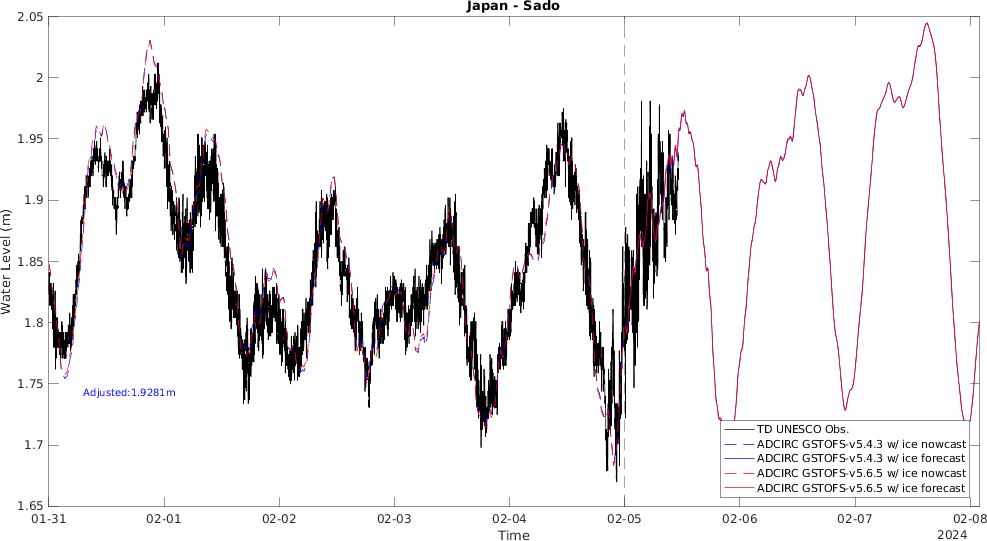 Japan - Sado
2.05
2
1.95
1.9
1.85
1.8
1.75
1.7
1.65
Water Level (m)
Adjusted:1.9281m
TD UNESCO Obs.
ADCIRC GSTOFS-v5.4.3 w/ ice nowcast
ADCIRC GSTOFS-v5.4.3 w/ ice forecast
ADCIRC GSTOFS-v5.6.5 w/ ice nowcast
ADCIRC GSTOFS-v5.6.5 w/ ice forecast
01-31 02-01 02-02 02-03 02-04 02-05 02-06 02-07 02-08
Time
2024